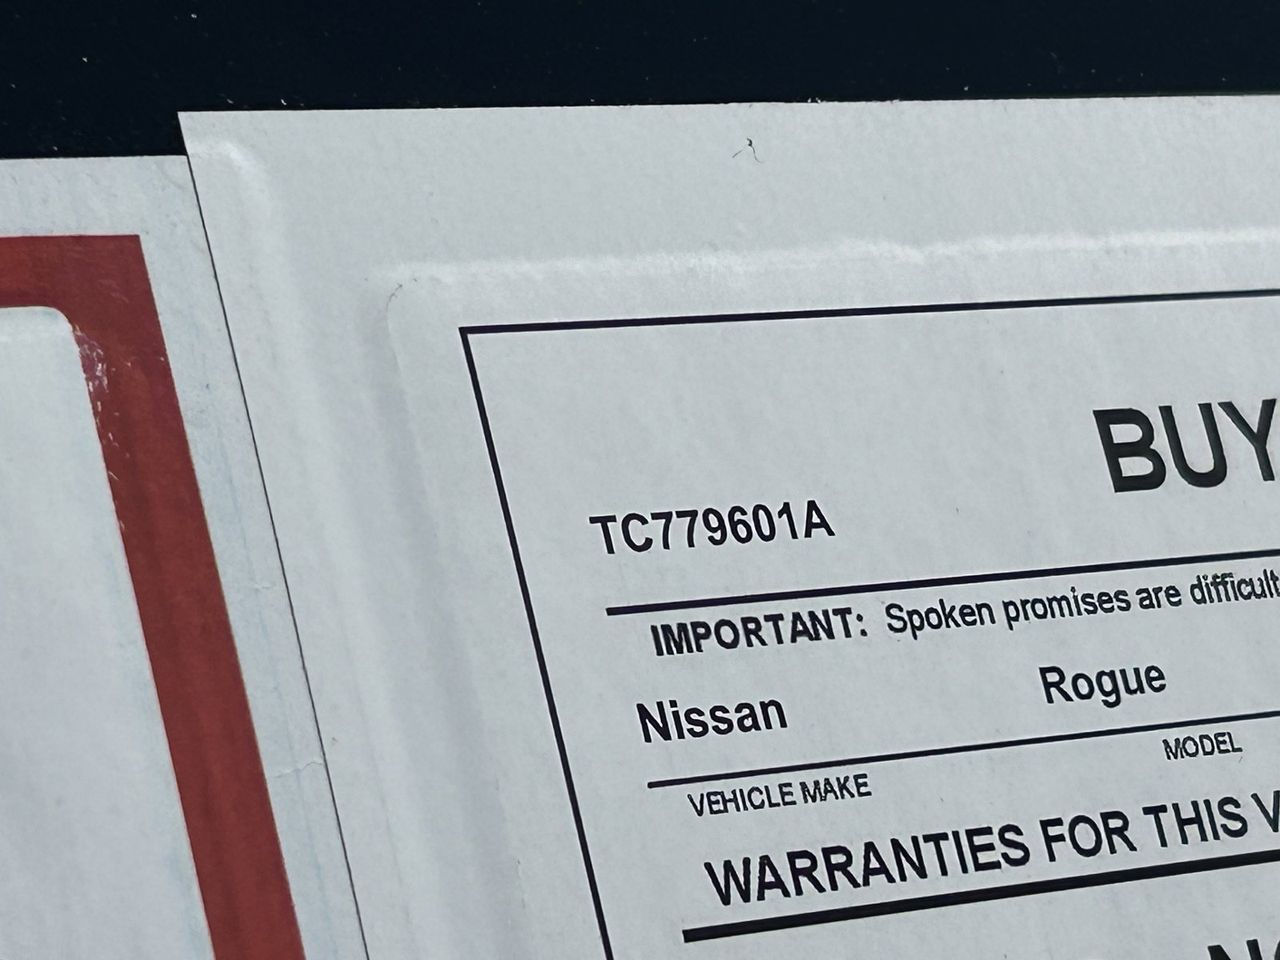 BUY
TC779601A
IMPORTANT: Spoken promises are difficult
Nissan Rogue
VEHICLE MAKE MODEL
WARRANTIES FOR THIS